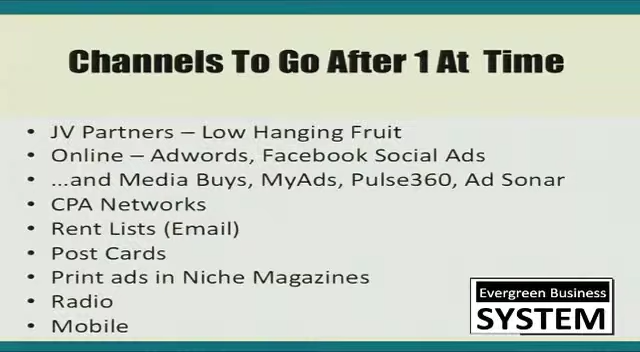 Channels To Go After 1 At Time
• JV Partners – Low Hanging Fruit
• Online – Adwords, Facebook Social Ads
• ...and Media Buys, MyAds, Pulse360, Ad Sonar
• CPA Networks
• Rent Lists (Email)
• Post Cards
• Print ads in Niche Magazines
• Radio
• Mobile
Evergreen Business
SYSTEM